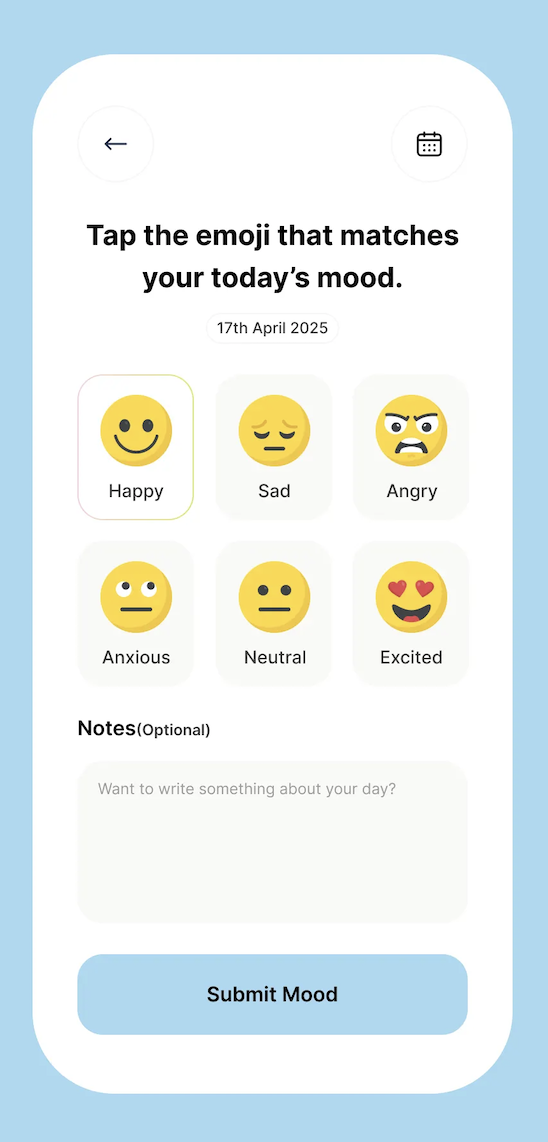 Tap the emoji that matches
your today’s mood.
17th April 2025
Happy
Sad
Angry
Anxious
Neutral
Excited
Notes(Optional)
Want to write something about your day?
Submit Mood